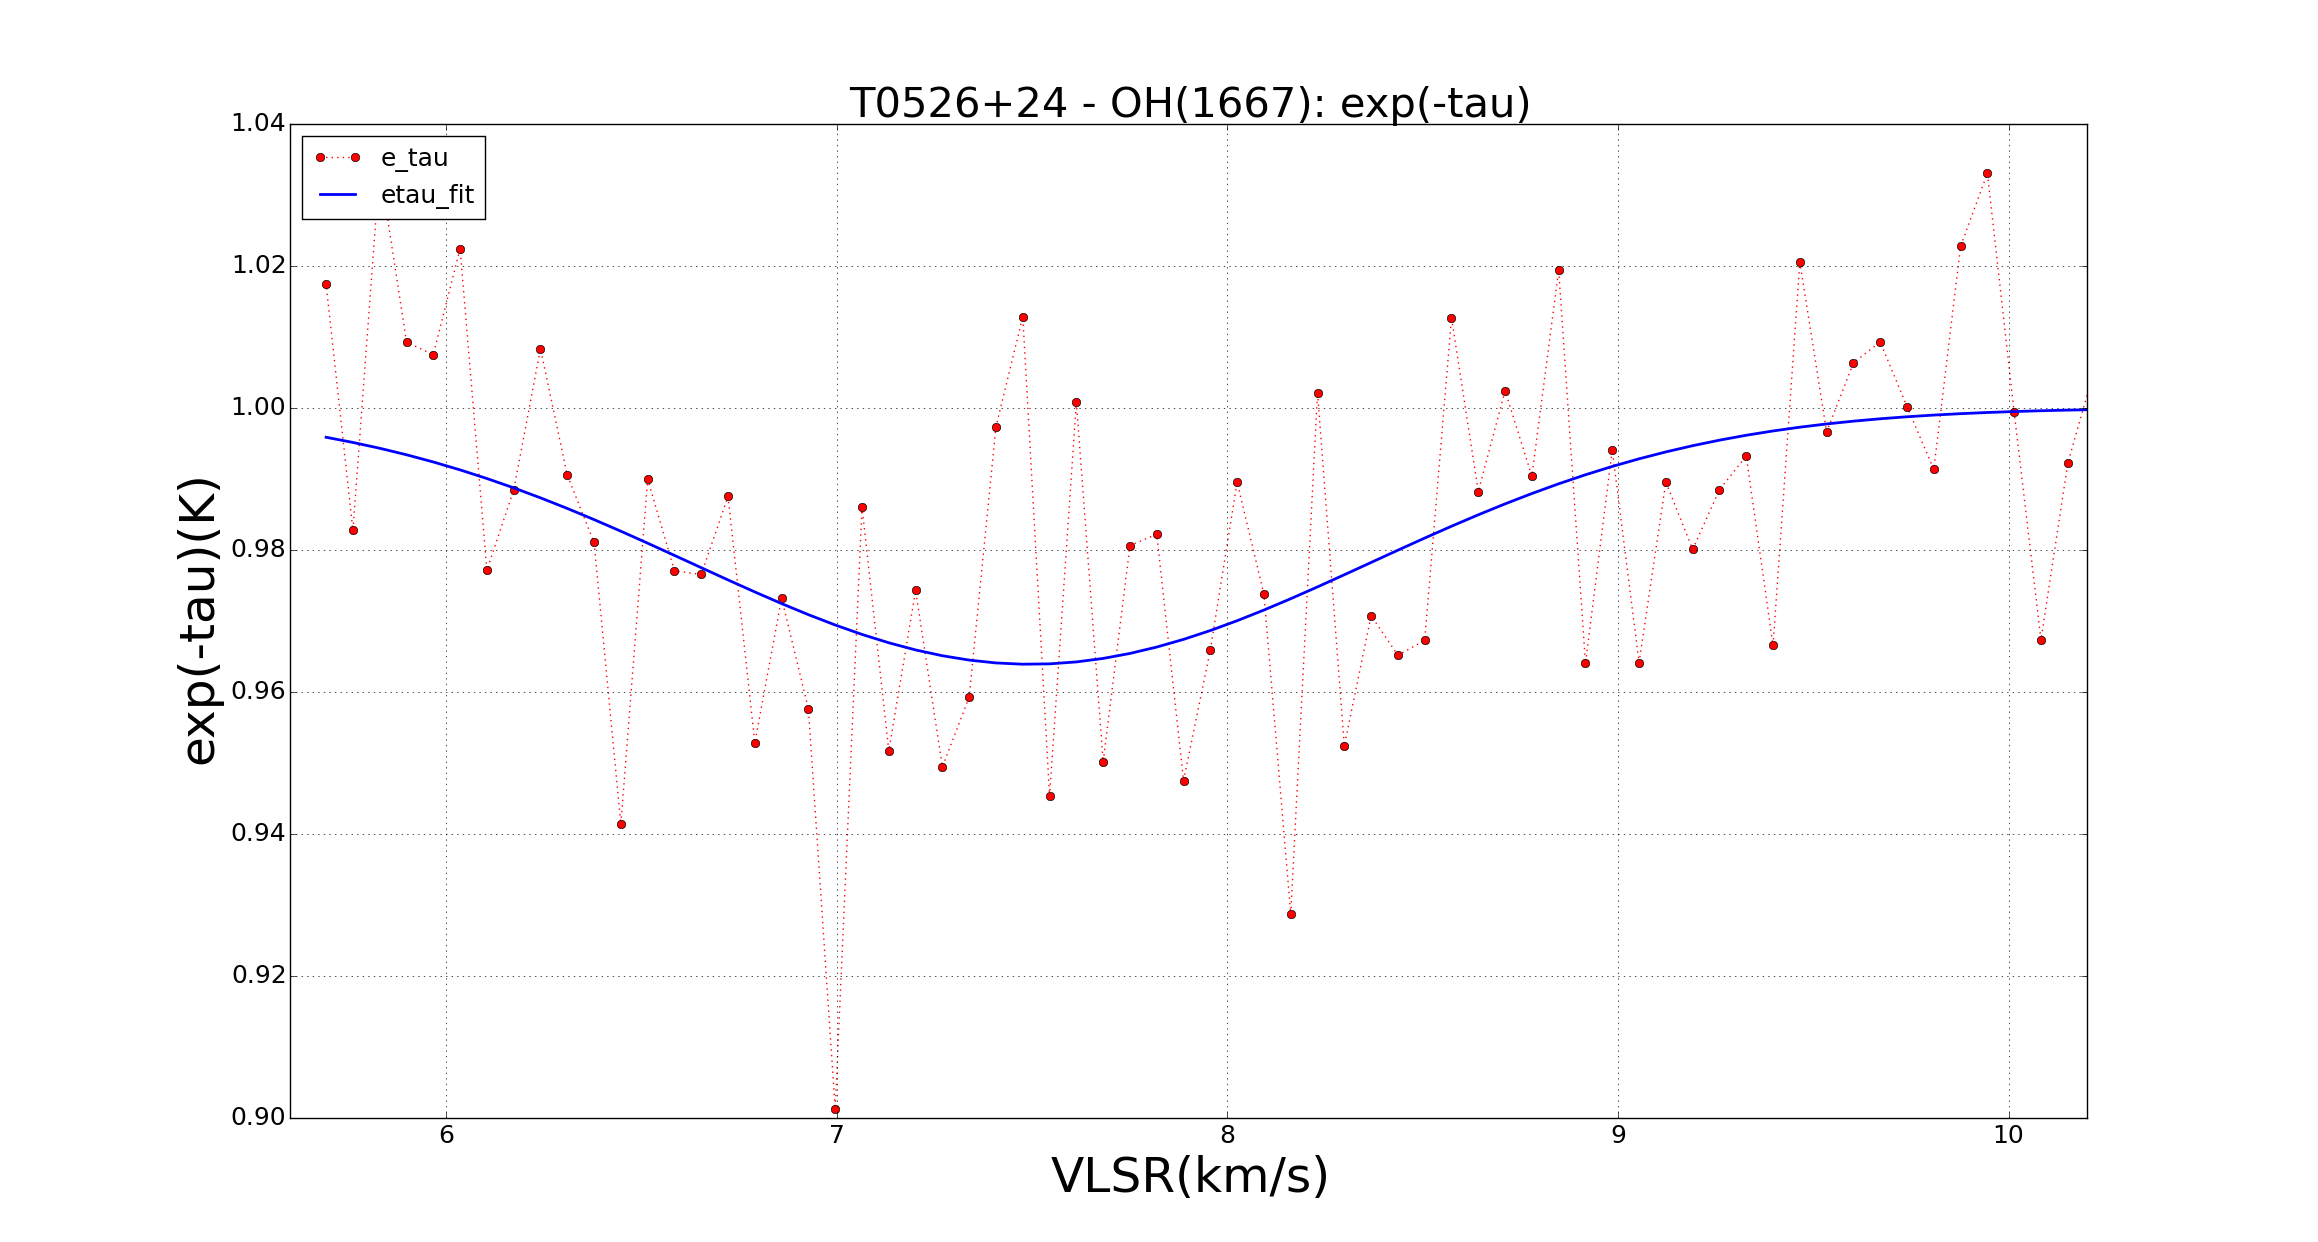 T0526+24 - OH(1667): exp(-tau)
1.04
1.02
1.00
0.98
0.96
0.94
0.92
0.90
e_tau
etau_fit
exp(-tau)(K)
6 7 8 9 10
VLSR(km/s)